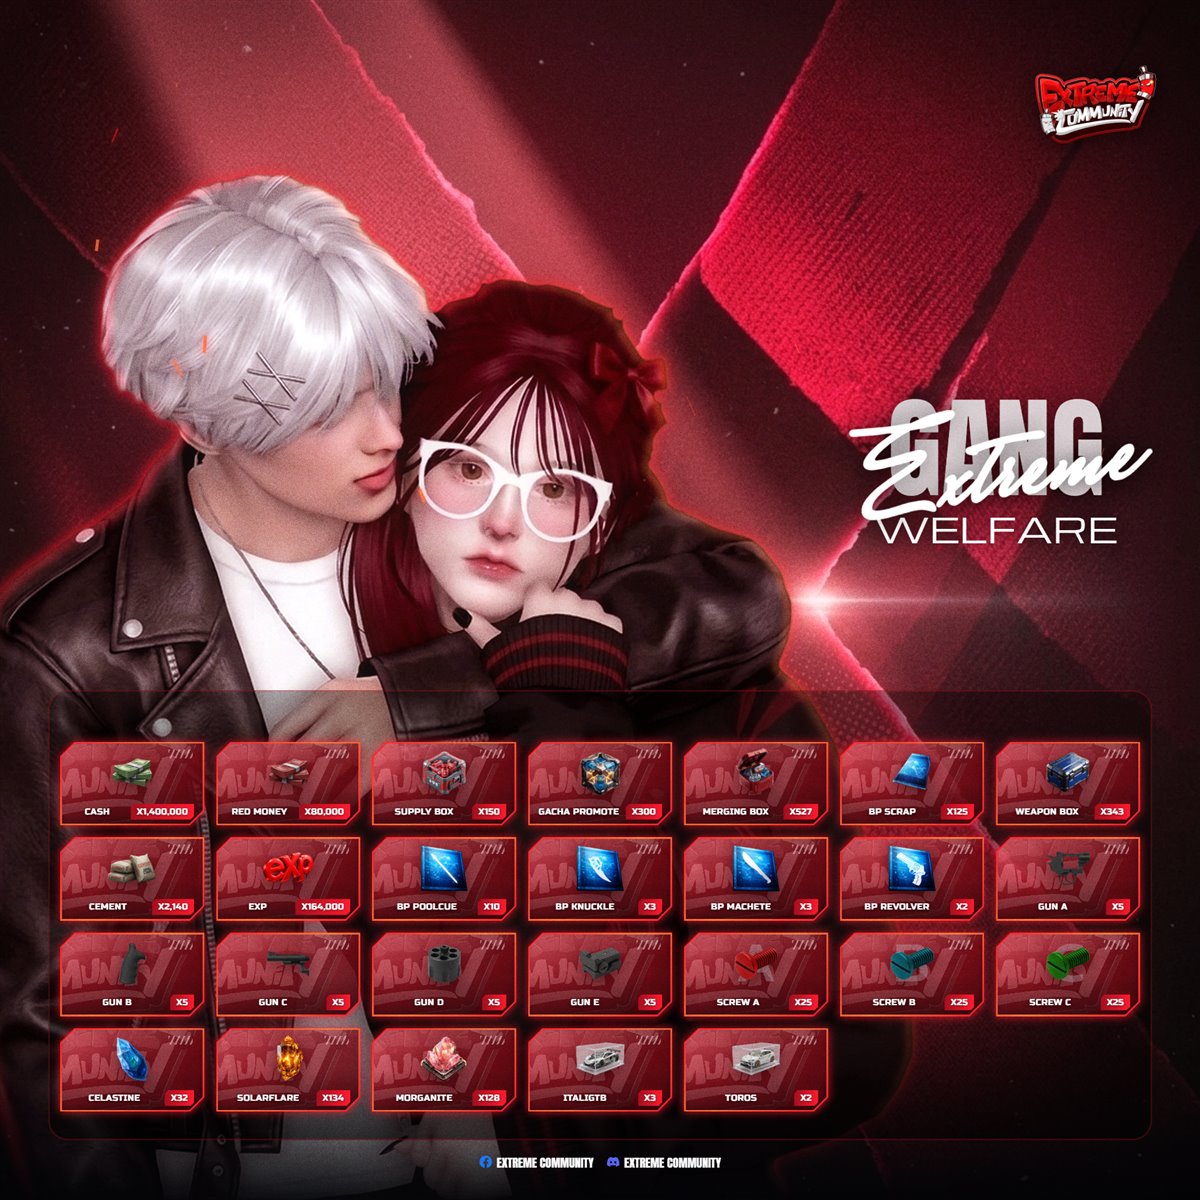 EXTREME
COMMUNITY
GANG
Extreme
WELFARE
CASH X1,400,000
RED MONEY X80,000
SUPPLY BOX X150
GACHA PROMOTE X300
MERGING BOX X527
BP SCRAP X125
WEAPON BOX X343
CEMENT X2,140
EXP
EXP X164,000
BP POOLCUE X10
BP KNUCKLE X3
BP MACHETE X3
BP REVOLVER X2
GUN A X5
GUN B X5
GUN C X5
GUN D X5
GUN E X5
SCREW A X25
SCREW B X25
SCREW C X25
CELASTINE X32
SOLARFLARE X134
MORGANITE X128
ITALIGTB X3
TOROS X2
EXTREME COMMUNITY EXTREME COMMUNITY